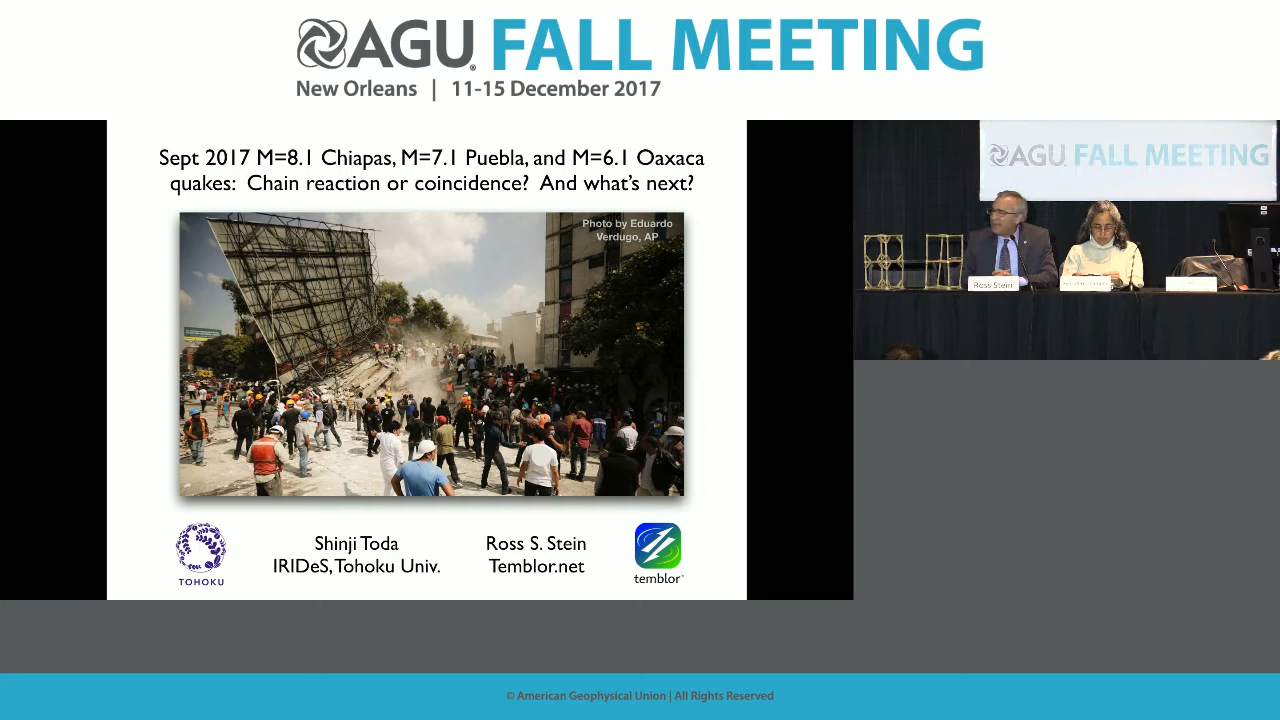 AGU FALL MEETING
New Orleans | 11-15 December 2017
Sept 2017 M=8.1 Chiapas, M=7.1 Puebla, and M=6.1 Oaxaca
quakes: Chain reaction or coincidence? And what's next?
Photo by Eduardo
Verdugo, AP
TOHOKU
Shinji Toda
IRIDeS, Tohoku Univ.
Ross S. Stein
Temblor.net
temblor
AGU FALL MEETING
Ross Stein
© American Geophysical Union | All Rights Reserved